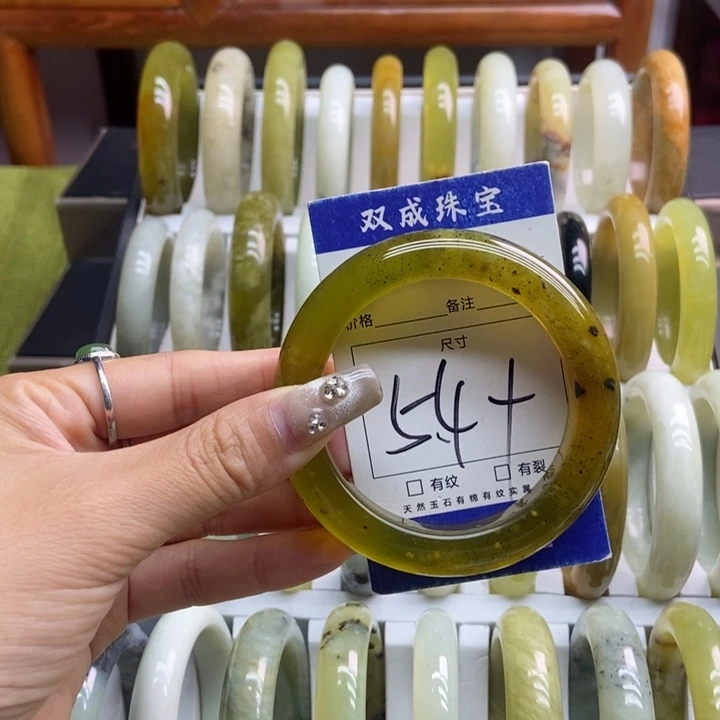 双成珠宝
价格 备注
尺寸
54+
□有纹 □有裂
天然玉石有棉有纹实属